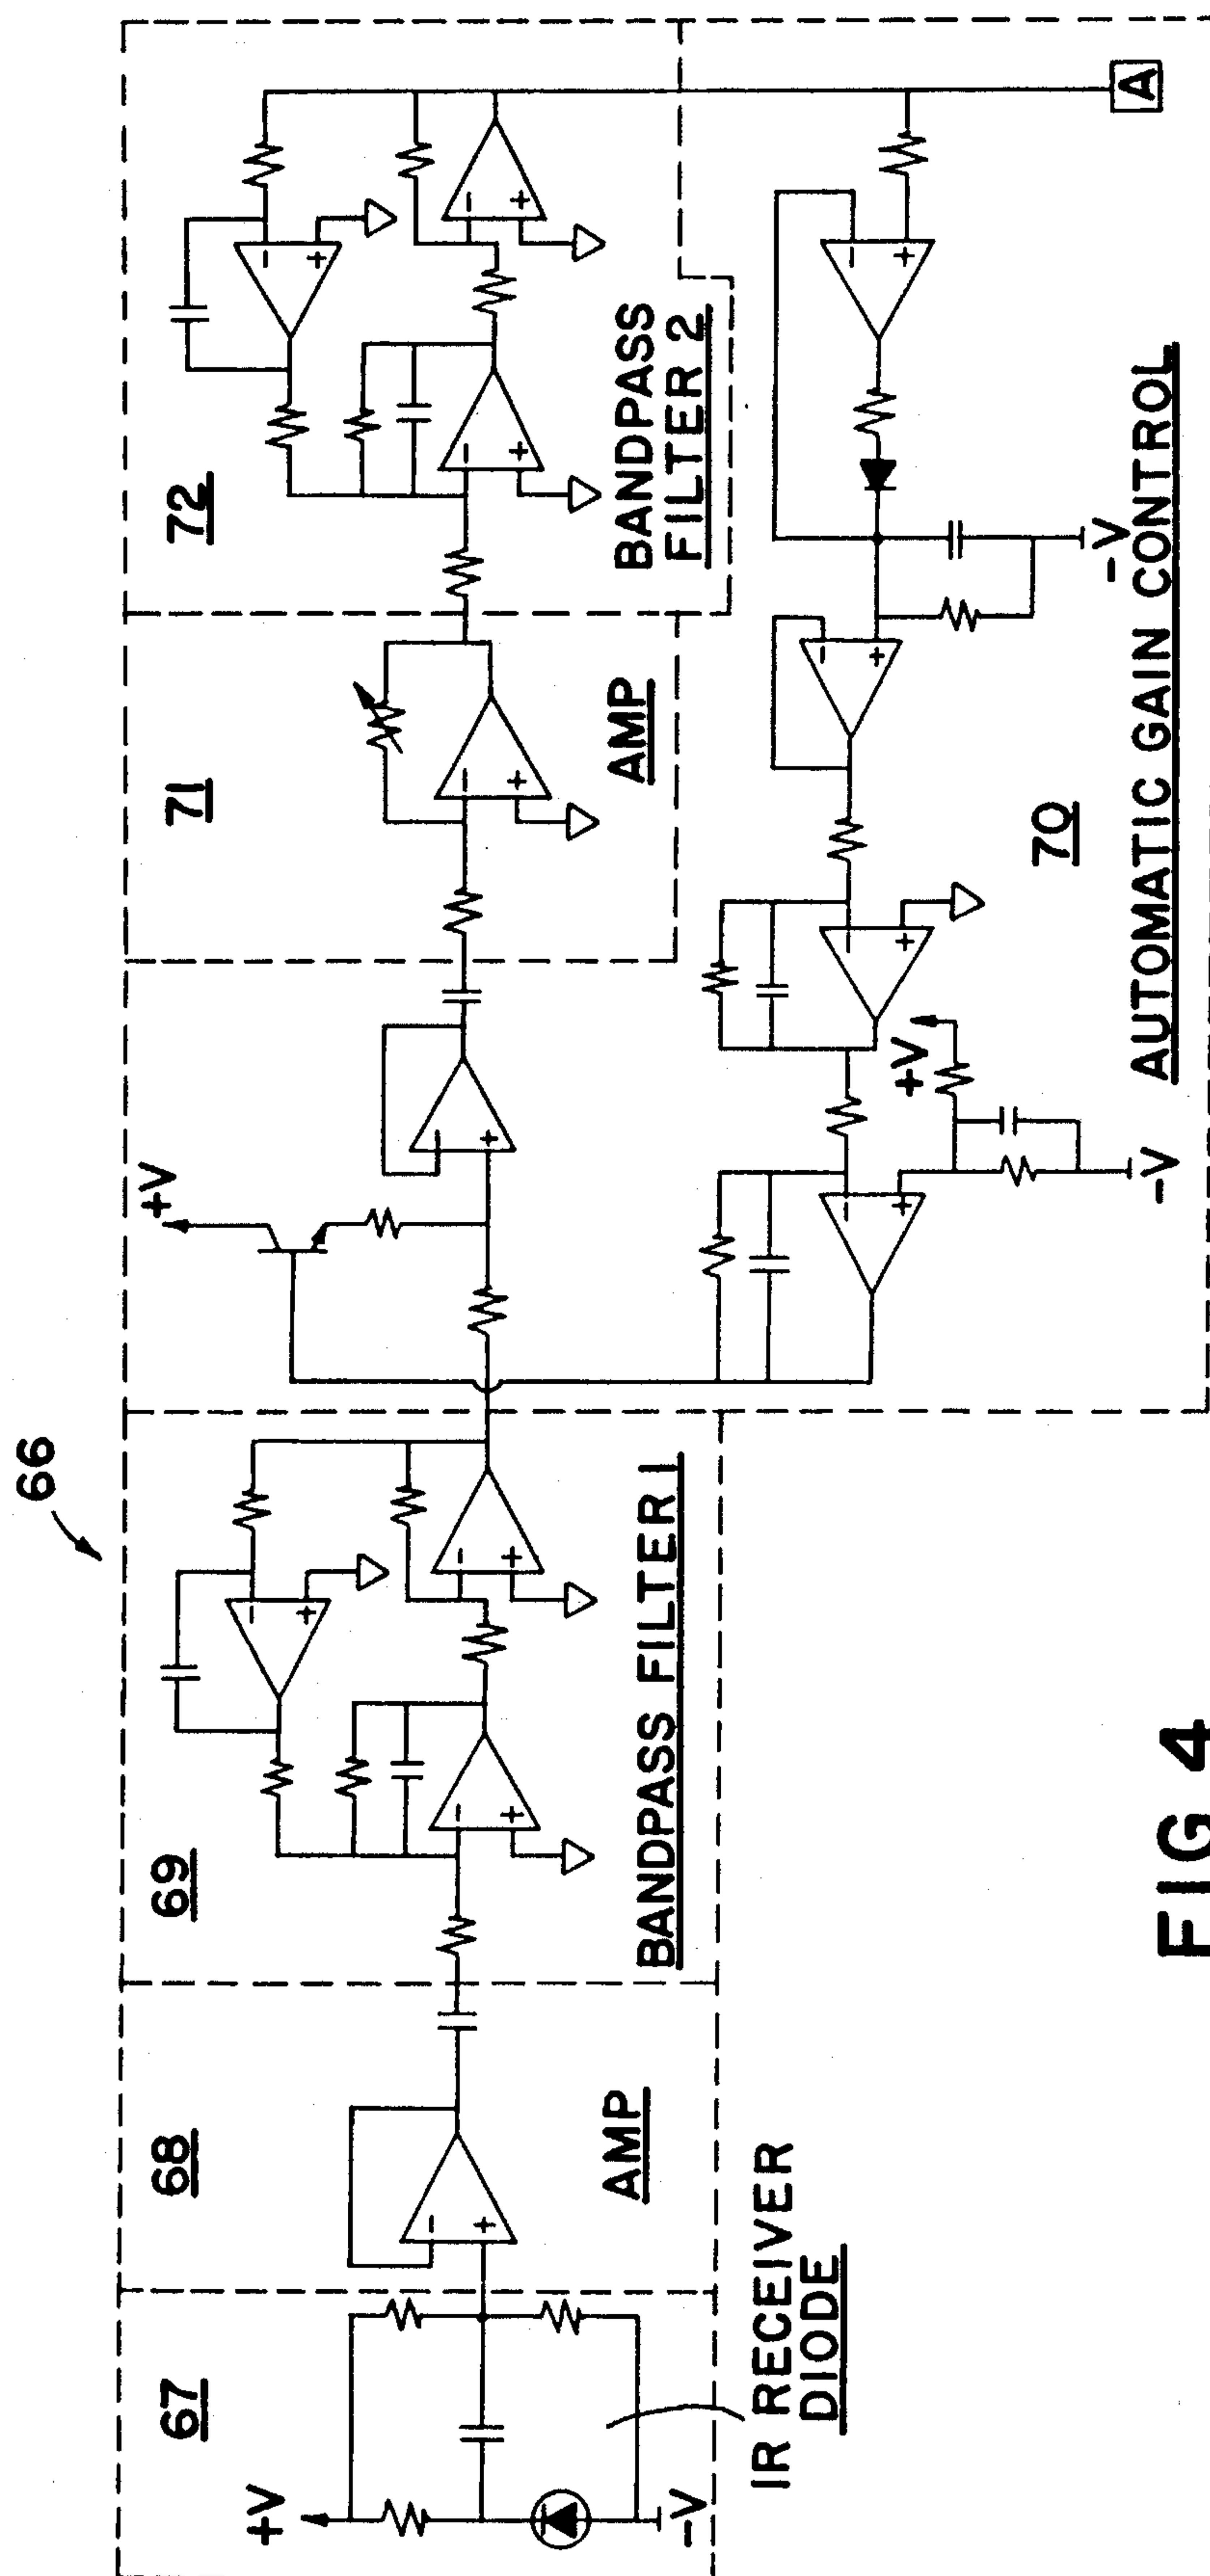 66
67
+V
-V
IR RECEIVER
DIODE
68
AMP
69
BANDPASS FILTER 1
+V
71
AMP
72
BANDPASS
FILTER 2
A
70
+V
-V
-V
AUTOMATIC GAIN CONTROL
FIG 4